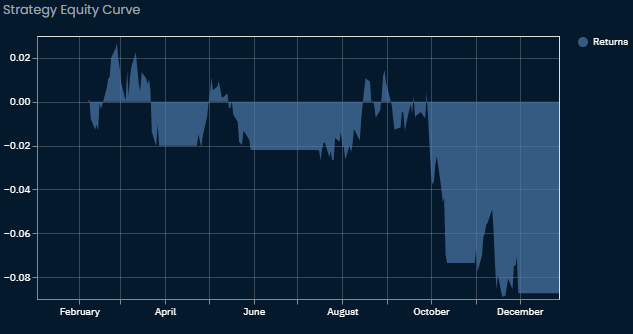 Strategy Equity Curve
Returns
0.02
0.00
−0.02
−0.04
−0.06
−0.08
February April June August October December